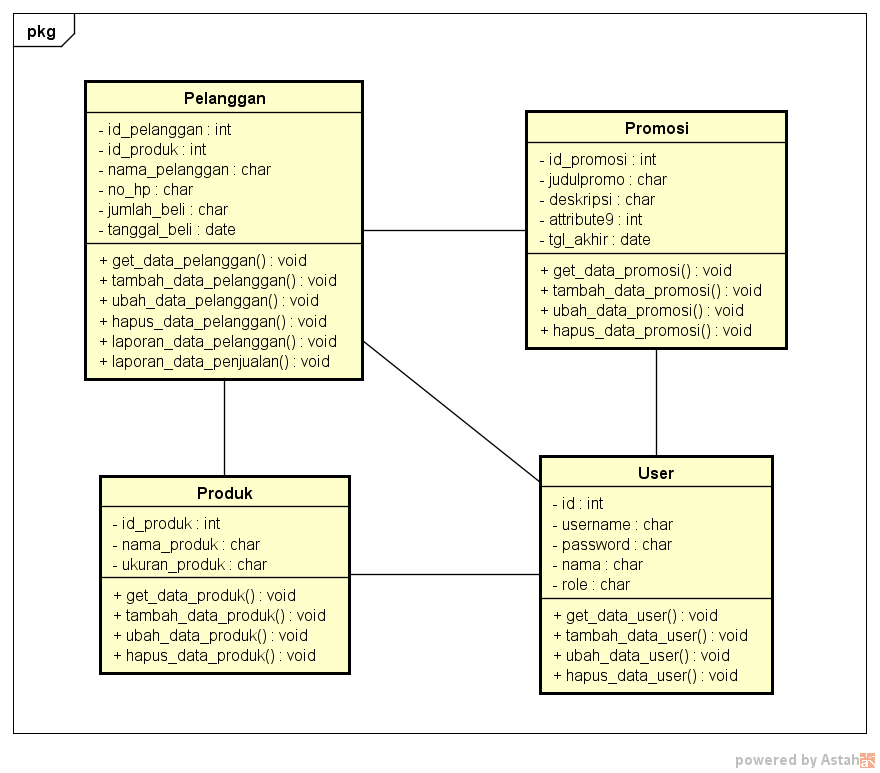 pkg
Pelanggan
- id_pelanggan : int
- id_produk : int
- nama_pelanggan : char
- no_hp : char
- jumlah_beli : char
- tanggal_beli : date
+ get_data_pelanggan() : void
+ tambah_data_pelanggan() : void
+ ubah_data_pelanggan() : void
+ hapus_data_pelanggan() : void
+ laporan_data_pelanggan() : void
+ laporan_data_penjualan() : void
Promosi
- id_promosi : int
- judulpromo : char
- deskripsi : char
- attribute9 : int
- tgl_akhir : date
+ get_data_promosi() : void
+ tambah_data_promosi() : void
+ ubah_data_promosi() : void
+ hapus_data_promosi() : void
Produk
- id_produk : int
- nama_produk : char
- ukuran_produk : char
+ get_data_produk() : void
+ tambah_data_produk() : void
+ ubah_data_produk() : void
+ hapus_data_produk() : void
User
- id : int
- username : char
- password : char
- nama : char
- role : char
+ get_data_user() : void
+ tambah_data_user() : void
+ ubah_data_user() : void
+ hapus_data_user() : void
powered by Astah